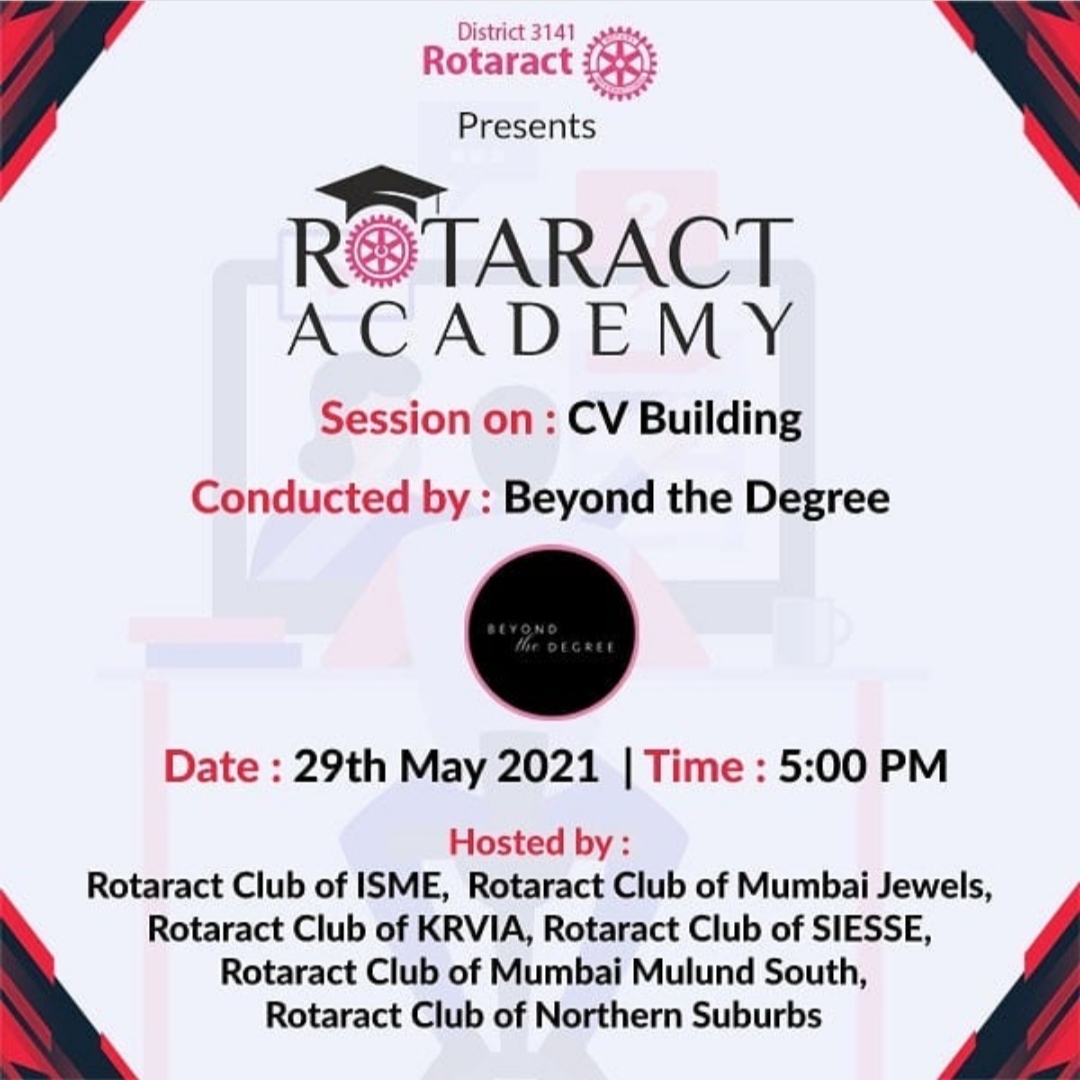 District 3141
Rotaract
Presents
ROTARACT
ACADEMY
Session on : CV Building
Conducted by : Beyond the Degree
BEYOND
the DEGREE
Date : 29th May 2021 | Time : 5:00 PM
Hosted by :
Rotaract Club of ISME, Rotaract Club of Mumbai Jewels,
Rotaract Club of KRVIA, Rotaract Club of SIESSE,
Rotaract Club of Mumbai Mulund South,
Rotaract Club of Northern Suburbs